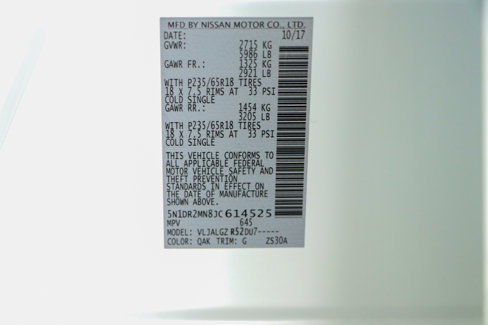 MFD BY NISSAN MOTOR CO., LTD.
DATE: 10/17
GVWR: 2715 KG
5986 LB
GAWR FR.: 1325 KG
2921 LB
WITH P235/65R18 TIRES
18 X 7.5 RIMS AT 33 PSI
COLD SINGLE
GAWR RR.: 1454 KG
3205 LB
WITH P235/65R18 TIRES
18 X 7.5 RIMS AT 33 PSI
COLD SINGLE
THIS VEHICLE CONFORMS TO
ALL APPLICABLE FEDERAL
MOTOR VEHICLE SAFETY AND
THEFT PREVENTION
STANDARDS IN EFFECT ON
THE DATE OF MANUFACTURE
SHOWN ABOVE.
5N1DR2MN8JC614525
MPV 645
MODEL: VLJALGZ R52DU7-----
COLOR: QAK TRIM: G ZS30A